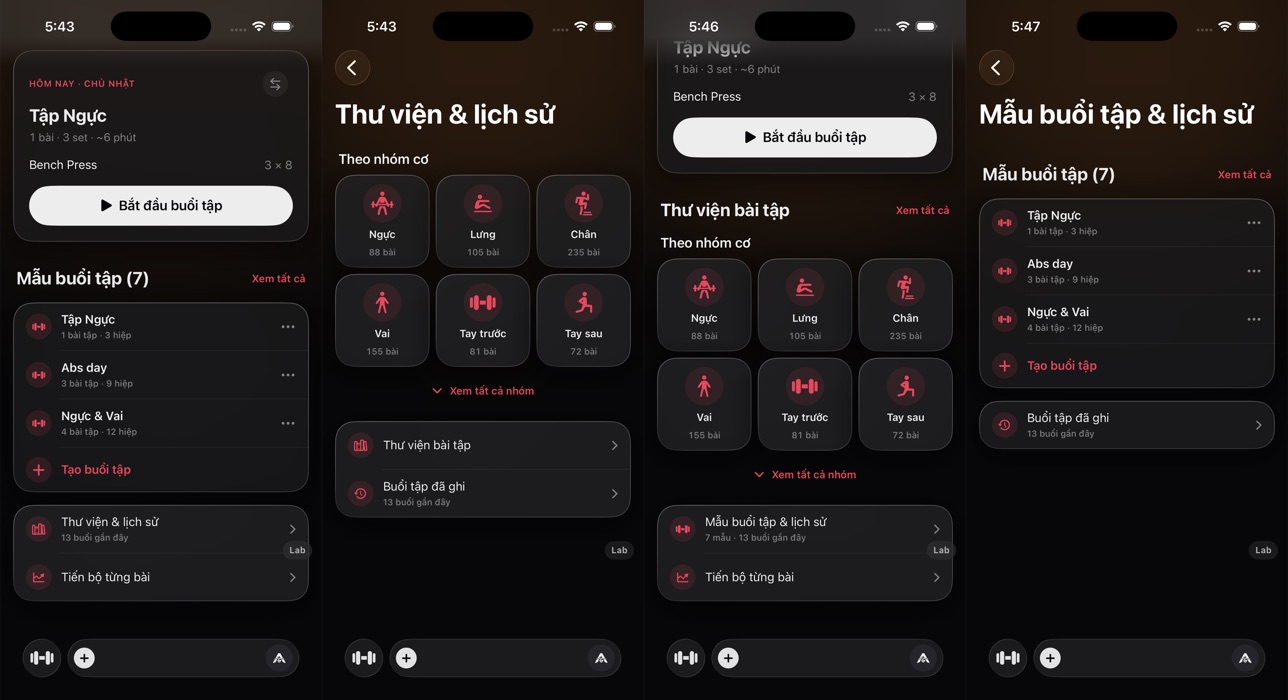 5:43
HÔM NAY · CHỦ NHẬT
Tập Ngực
1 bài · 3 set · ~6 phút
Bench Press 3 × 8
Bắt đầu buổi tập
Mẫu buổi tập (7) Xem tất cả
Tập Ngực
1 bài tập · 3 hiệp
Abs day
3 bài tập · 9 hiệp
Ngực & Vai
4 bài tập · 12 hiệp
Tạo buổi tập
Thư viện & lịch sử
13 buổi gần đây
Lab
Tiến bộ từng bài
5:43
Thư viện & lịch sử
Theo nhóm cơ
Ngực Lưng Chân
88 bài 105 bài 235 bài
Vai Tay trước Tay sau
155 bài 81 bài 72 bài
Xem tất cả nhóm
Thư viện bài tập
Buổi tập đã ghi
13 buổi gần đây
Lab
5:46
Tập Ngực
1 bài · 3 set · ~6 phút
Bench Press 3 × 8
Bắt đầu buổi tập
Thư viện bài tập Xem tất cả
Theo nhóm cơ
Ngực Lưng Chân
88 bài 105 bài 235 bài
Vai Tay trước Tay sau
155 bài 81 bài 72 bài
Xem tất cả nhóm
Mẫu buổi tập & lịch sử
7 mẫu · 13 buổi gần đây
Lab
Tiến bộ từng bài
5:47
Mẫu buổi tập & lịch sử
Mẫu buổi tập (7) Xem tất cả
Tập Ngực
1 bài tập · 3 hiệp
Abs day
3 bài tập · 9 hiệp
Ngực & Vai
4 bài tập · 12 hiệp
Tạo buổi tập
Buổi tập đã ghi
13 buổi gần đây
Lab